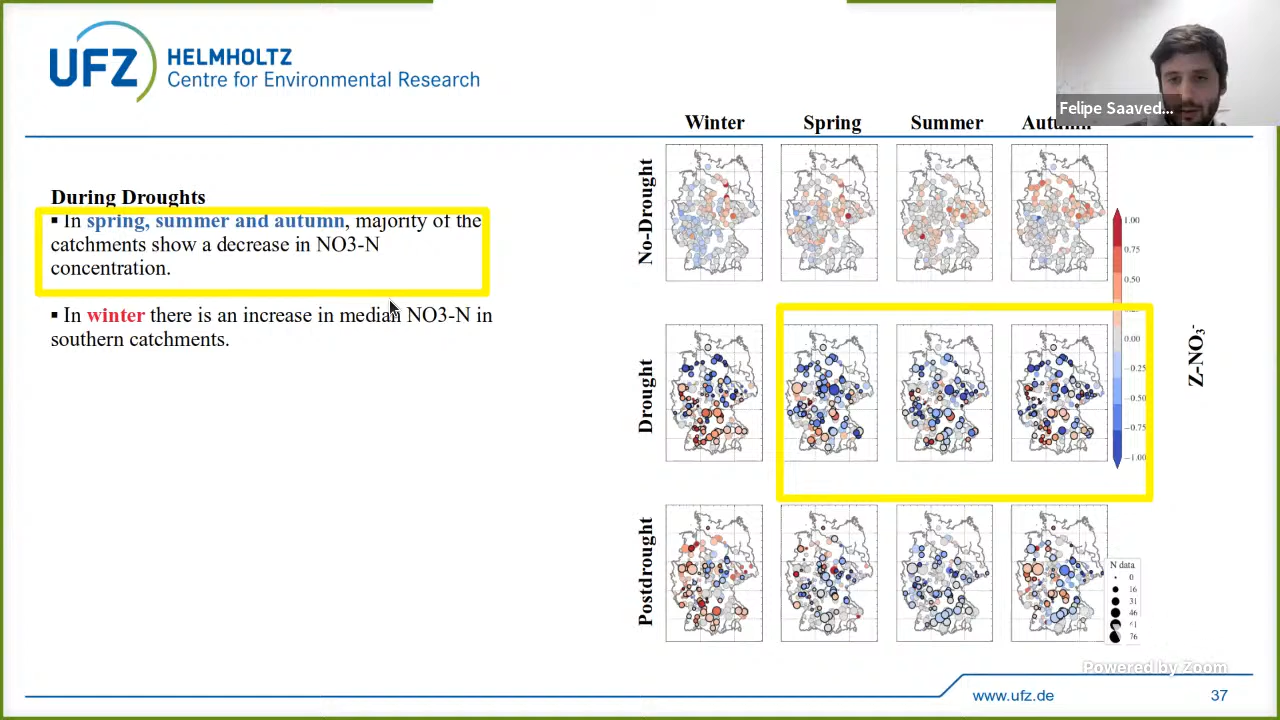 UFZ
HELMHOLTZ
Centre for Environmental Research
Felipe Saaved...
Winter
Spring
Summer
During Droughts
▪ In spring, summer and autumn, majority of the
catchments show a decrease in NO3-N
concentration.
▪ In winter there is an increase in median NO3-N in
southern catchments.
No-Drought
Drought
Postdrought
1.00
0.75
0.50
0.00
−0.25
−0.50
−0.75
−1.00
Z-NO₃⁻
N data
0
16
31
46
76
Powered by Zoom
www.ufz.de
37